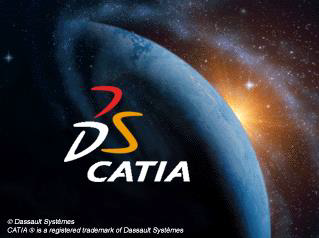 DS
CATIA
© Dassault Systèmes
CATIA ® is a registered trademark of Dassault Systèmes